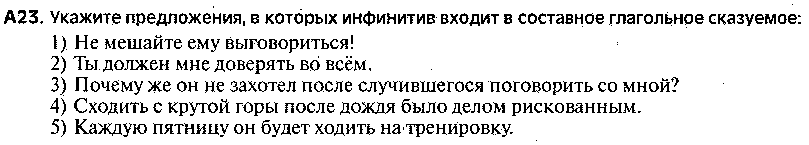 А23. Укажите предложения, в которых инфинитив входит в составное глагольное сказуемое:
1) Не мешайте ему выговориться!
2) Ты должен мне доверять во всём.
3) Почему же он не захотел после случившегося поговорить со мной?
4) Сходить с крутой горы после дождя было делом рискованным.
5) Каждую пятницу он будет ходить на тренировку.